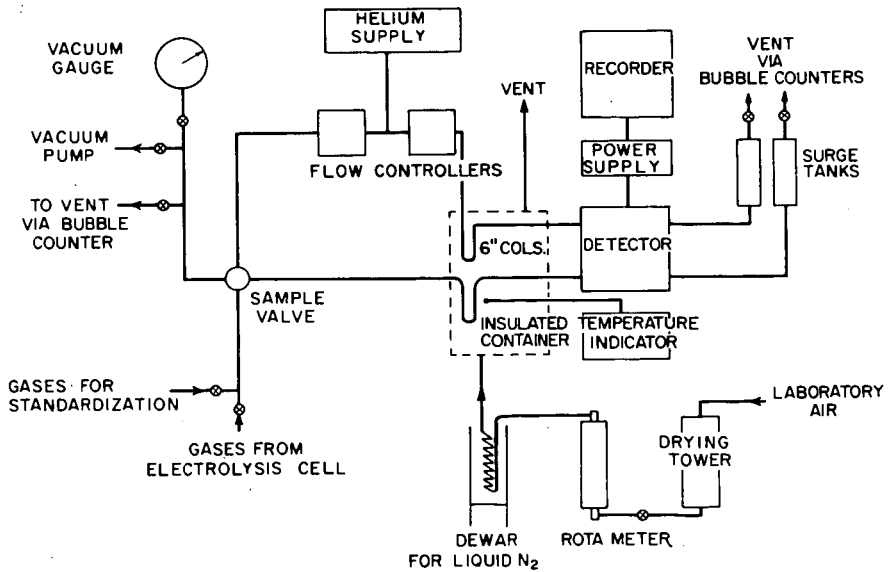 HELIUM
SUPPLY
VACUUM
GAUGE
VENT
VIA
BUBBLE COUNTERS
RECORDER
VENT
VACUUM
PUMP
FLOW CONTROLLERS
POWER
SUPPLY
SURGE
TANKS
TO VENT
VIA BUBBLE
COUNTER
6" COLS.
DETECTOR
SAMPLE
VALVE
INSULATED
CONTAINER
TEMPERATURE
INDICATOR
GASES FOR
STANDARDIZATION
LABORATORY
AIR
GASES FROM
ELECTROLYSIS CELL
DRYING
TOWER
DEWAR
FOR LIQUID N₂
ROTA METER